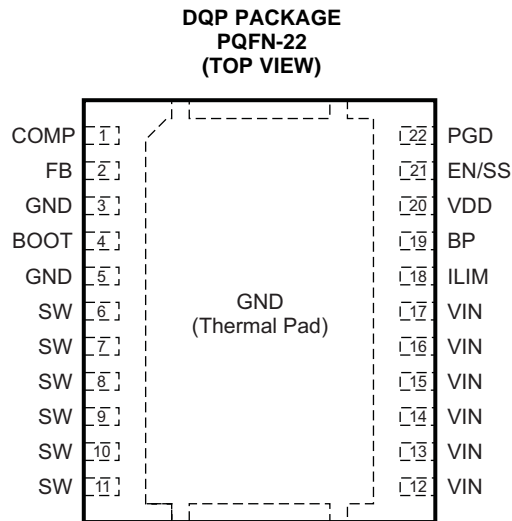 DQP PACKAGE
PQFN-22
(TOP VIEW)
COMP 1 22 PGD
FB 2 21 EN/SS
GND 3 20 VDD
BOOT 4 19 BP
GND 5 18 ILIM
SW 6 17 VIN
GND
(Thermal Pad)
SW 7 16 VIN
SW 8 15 VIN
SW 9 14 VIN
SW 10 13 VIN
SW 11 12 VIN